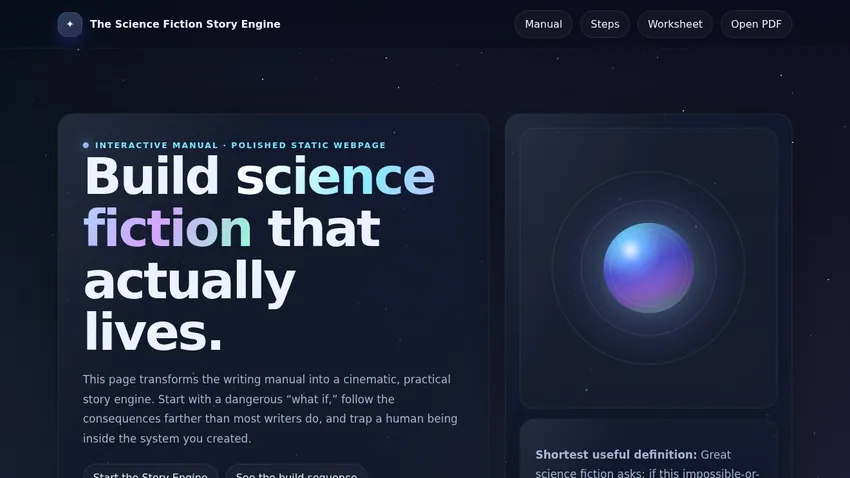 The Science Fiction Story Engine
Manual
Steps
Worksheet
Open PDF
INTERACTIVE MANUAL · POLISHED STATIC WEBPAGE
Build science
fiction that
actually
lives.
This page transforms the writing manual into a cinematic, practical
story engine. Start with a dangerous “what if,” follow the
consequences farther than most writers do, and trap a human being
inside the system you created.
Start the Story Engine
See the build sequence
Shortest useful definition: Great
science fiction asks: if this impossible-or-